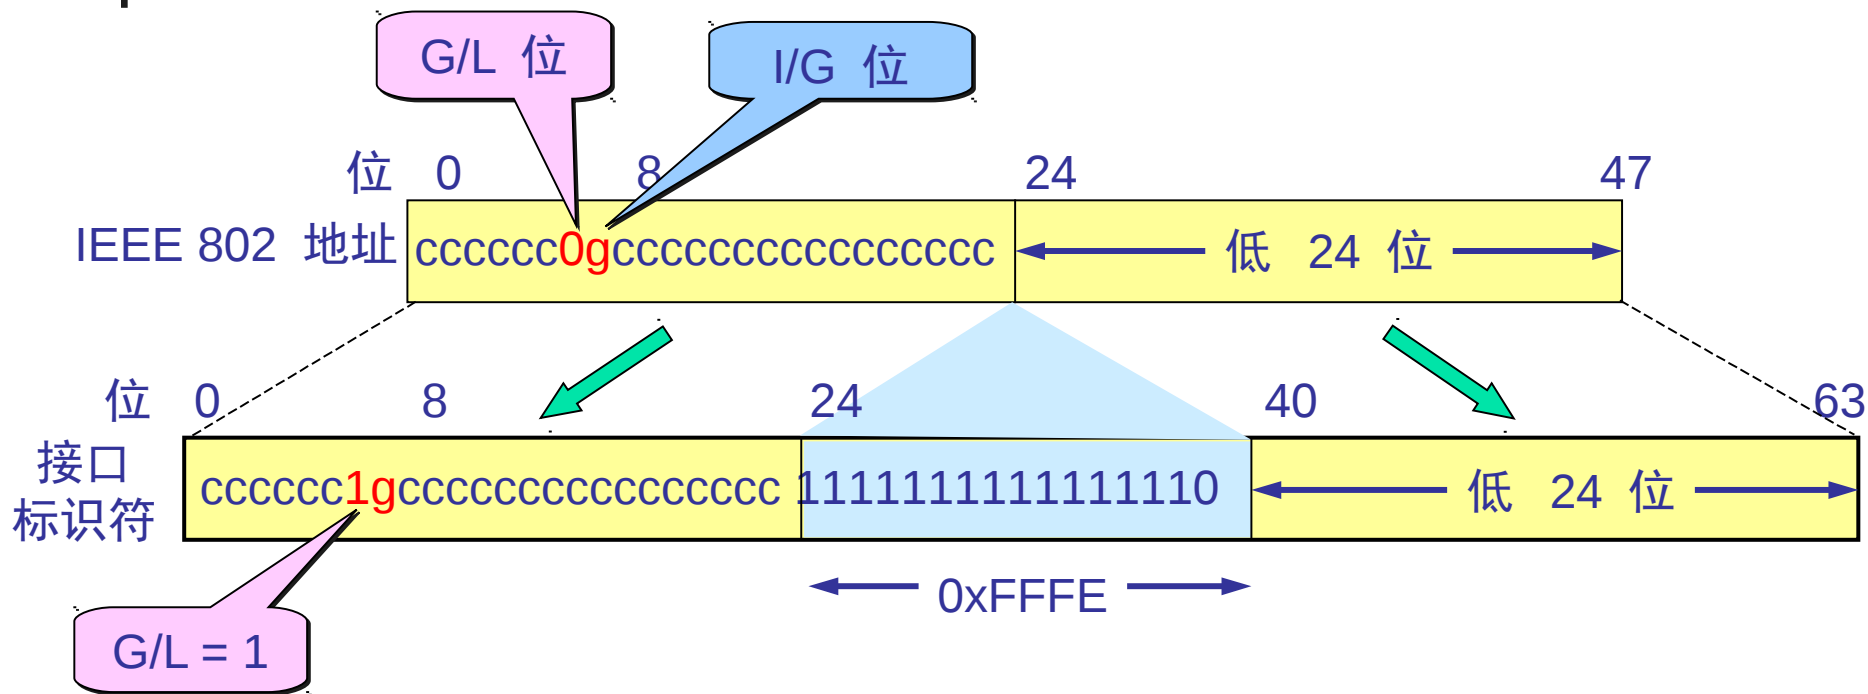 G/L 位
I/G 位
位 0 8 24 47
IEEE 802 地址 cccccc0gcccccccccccccccc 低 24 位
位 0 8 24 40 63
接口
标识符
cccccc1gcccccccccccccccc 1111111111111110 低 24 位
0xFFFE
G/L = 1